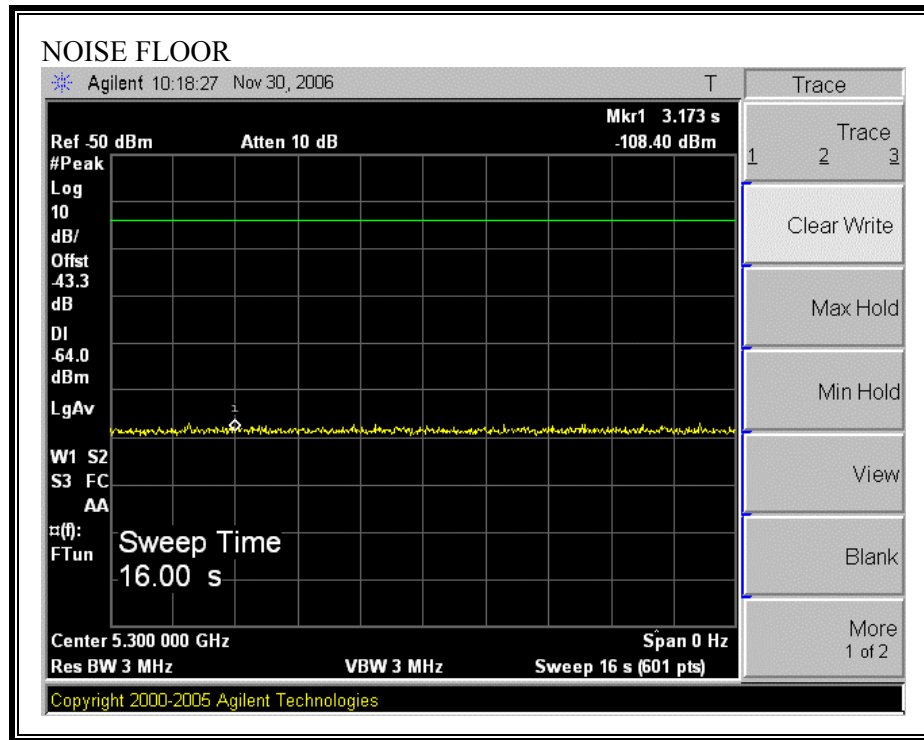 NOISE FLOOR
Agilent 10:18:27 Nov 30, 2006 T
Trace
Mkr1 3.173 s
Ref -50 dBm Atten 10 dB -108.40 dBm
#Peak
Log
10
dB/
Offst
-43.3
dB
DI
-64.0
dBm
LgAv
1
W1 S2
S3 FC
AA
¤(f):
FTun
Sweep Time
16.00 s
Center 5.300 000 GHz Span 0 Hz
Res BW 3 MHz VBW 3 MHz Sweep 16 s (601 pts)
Copyright 2000-2005 Agilent Technologies
Trace
1 2 3
Clear Write
Max Hold
Min Hold
View
Blank
More
1 of 2